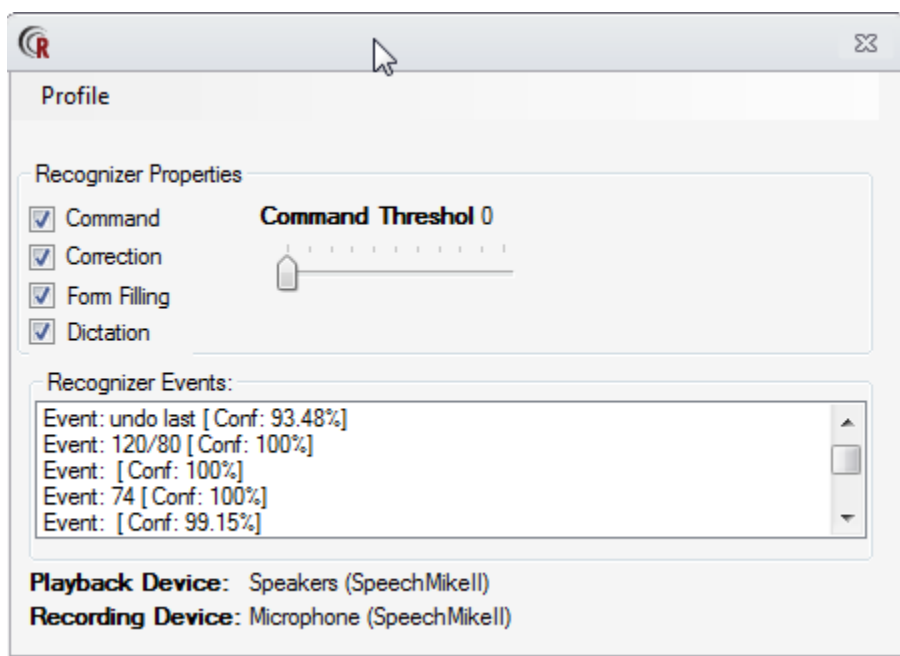 R
Profile
Recognizer Properties
Command
Command Threshol 0
Correction
Form Filling
Dictation
Recognizer Events:
Event: undo last [ Conf: 93.48%]
Event: 120/80 [ Conf: 100%]
Event:  [ Conf: 100%]
Event: 74 [ Conf: 100%]
Event:  [ Conf: 99.15%]
Playback Device: Speakers (SpeechMikeII)
Recording Device: Microphone (SpeechMikeII)